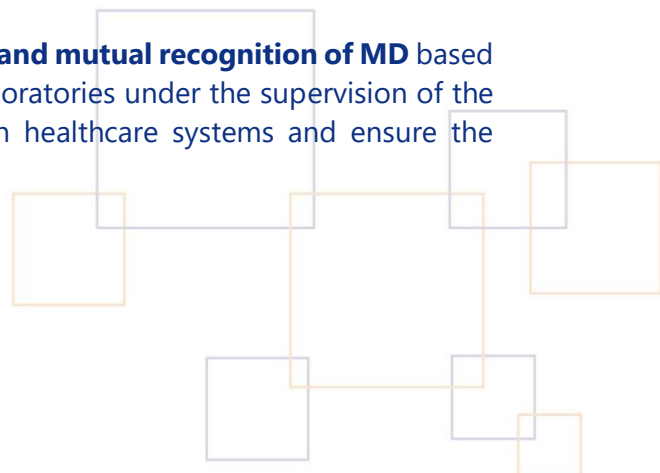 and mutual recognition of MD based
oratories under the supervision of the
healthcare systems and ensure the